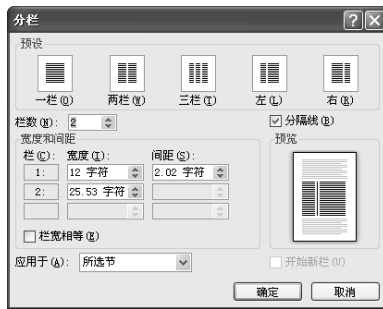 分栏
预设
一栏(O) 两栏(W) 三栏(T) 左(L) 右(R)
栏数(N): 2 分隔线(B)
宽度和间距 预览
栏(C): 宽度(I): 间距(S):
1: 12 字符 2.02 字符
2: 25.53 字符
栏宽相等(E)
应用于(A): 所选节 开始新栏(U)
确定 取消